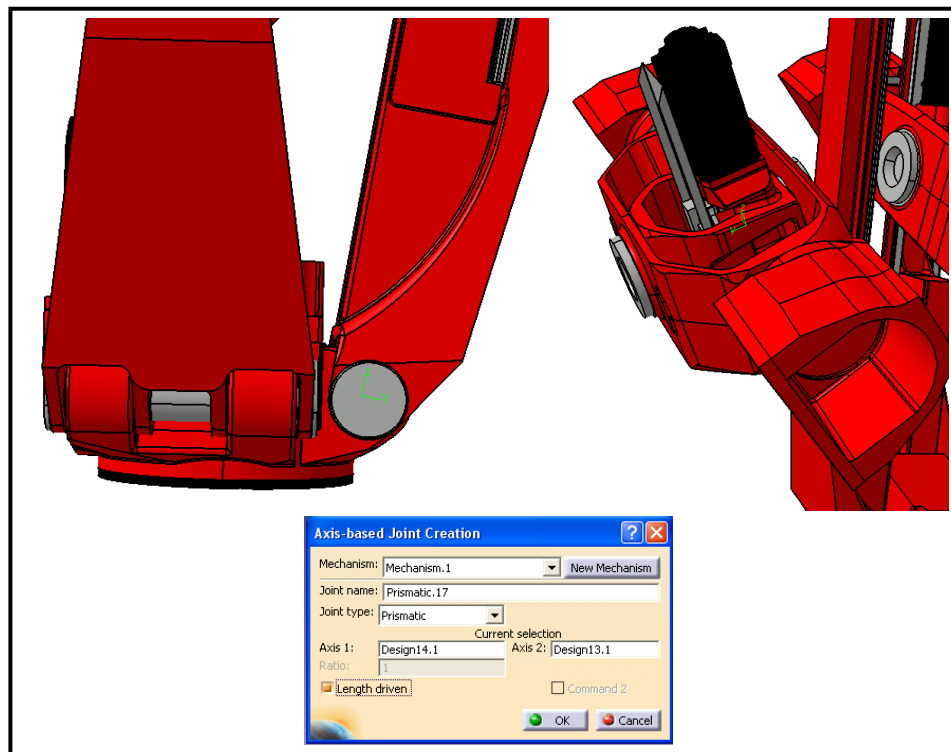 Axis-based Joint Creation
Mechanism: Mechanism.1 New Mechanism
Joint name: Prismatic.17
Joint type: Prismatic
Current selection
Axis 1: Design14.1 Axis 2: Design13.1
Ratio: 1
Length driven Command 2
OK Cancel